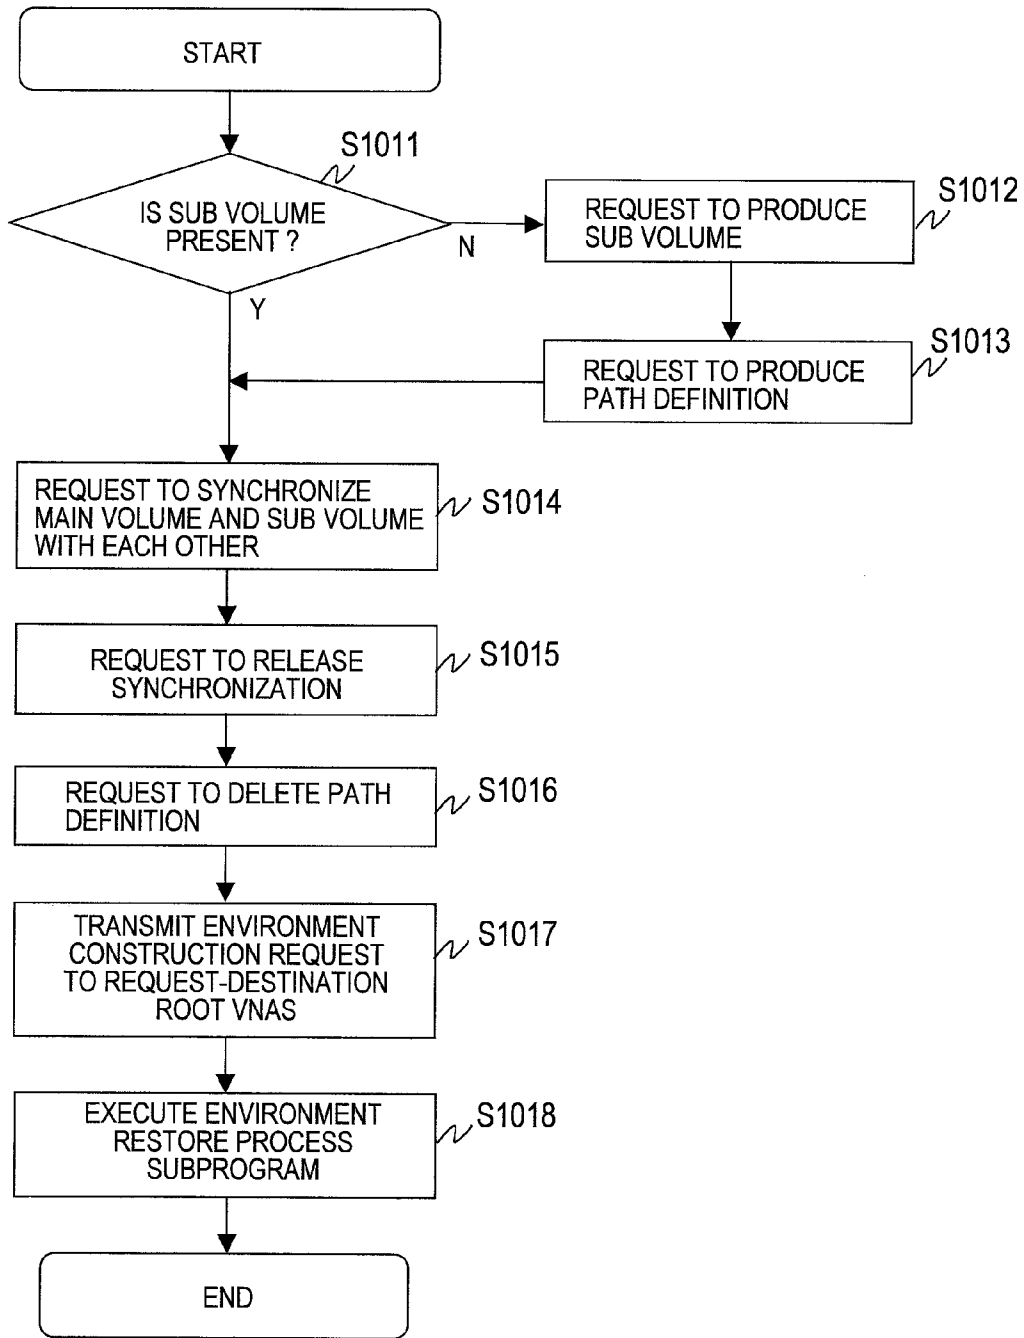 START
S1011
IS SUB VOLUME
PRESENT ?
N
Y
REQUEST TO PRODUCE
SUB VOLUME
S1012
REQUEST TO PRODUCE
PATH DEFINITION
S1013
REQUEST TO SYNCHRONIZE
MAIN VOLUME AND SUB VOLUME
WITH EACH OTHER
S1014
REQUEST TO RELEASE
SYNCHRONIZATION
S1015
REQUEST TO DELETE PATH
DEFINITION
S1016
TRANSMIT ENVIRONMENT
CONSTRUCTION REQUEST
TO REQUEST-DESTINATION
ROOT VNAS
S1017
EXECUTE ENVIRONMENT
RESTORE PROCESS
SUBPROGRAM
S1018
END